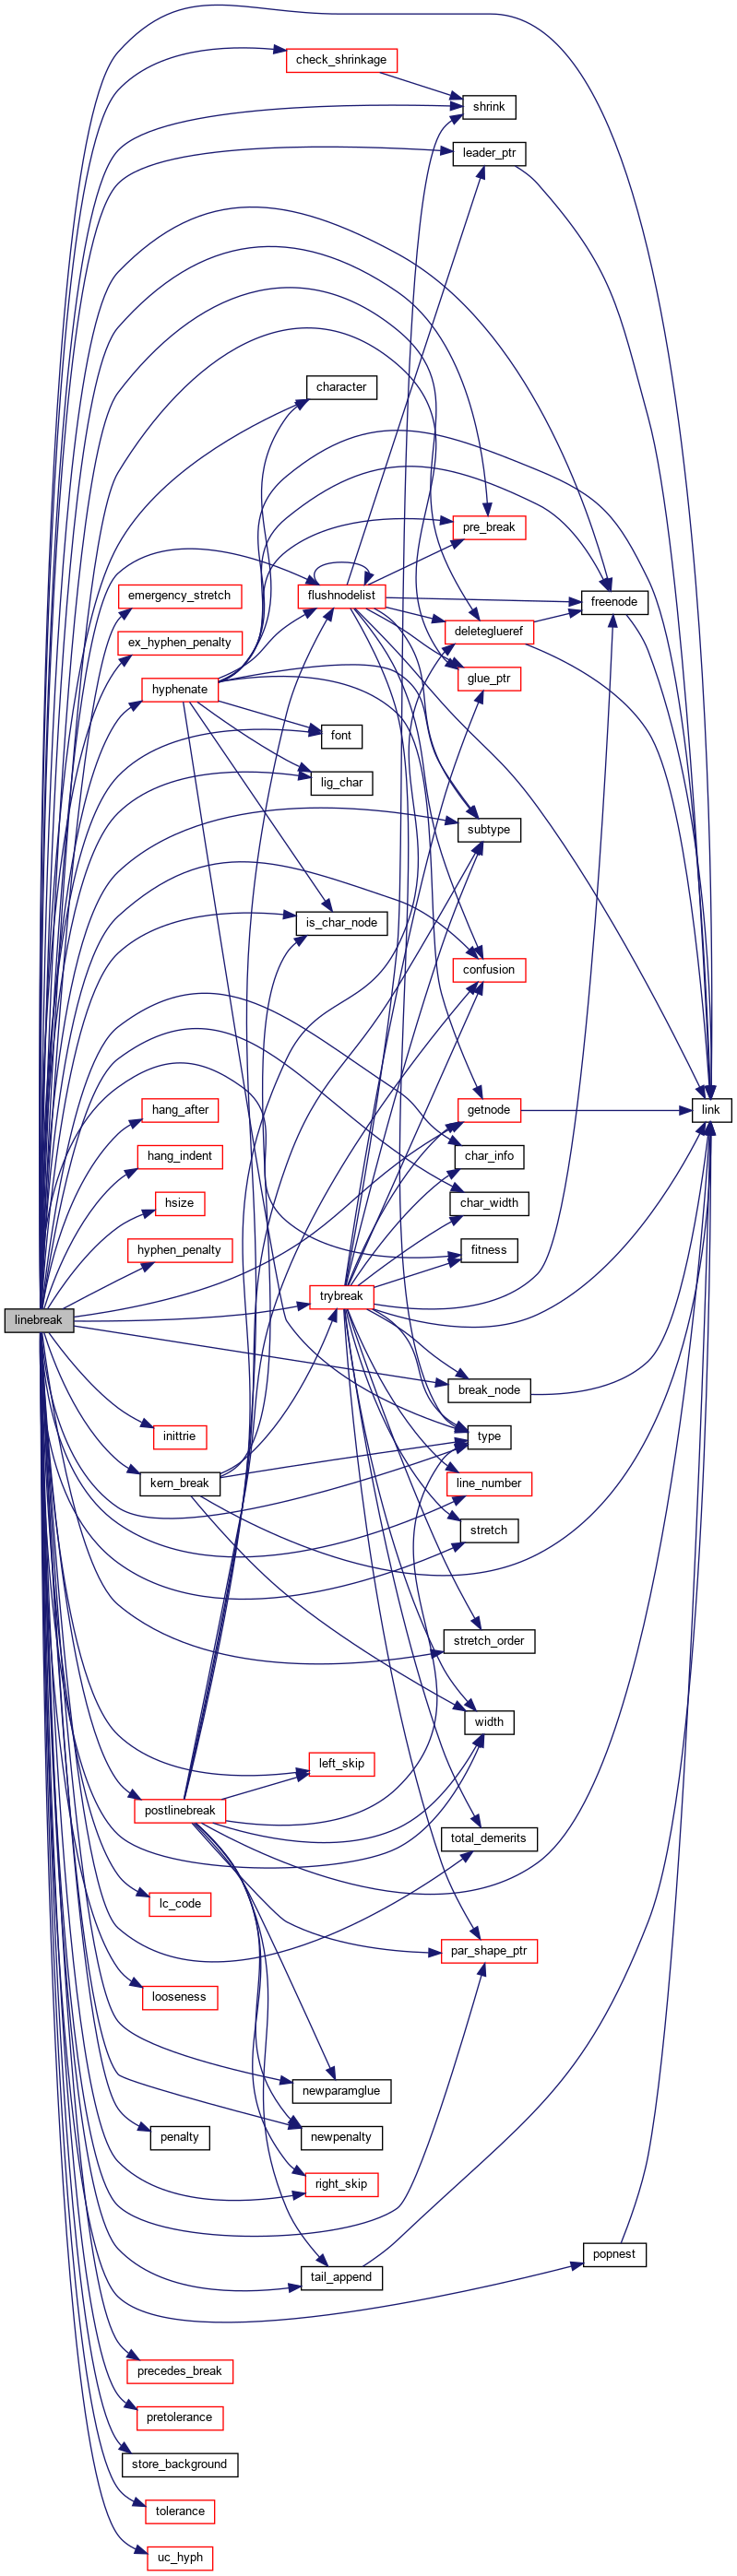 check_shrinkage
shrink
leader_ptr
character
pre_break
emergency_stretch
flushnodelist
freenode
deleteglueref
ex_hyphen_penalty
glue_ptr
hyphenate
font
lig_char
subtype
is_char_node
confusion
hang_after
getnode
link
char_info
hang_indent
char_width
hsize
fitness
hyphen_penalty
trybreak
linebreak
break_node
inittrie
type
kern_break
line_number
stretch
stretch_order
width
left_skip
postlinebreak
total_demerits
lc_code
par_shape_ptr
looseness
newparamglue
penalty
newpenalty
right_skip
popnest
tail_append
precedes_break
pretolerance
store_background
tolerance
uc_hyph